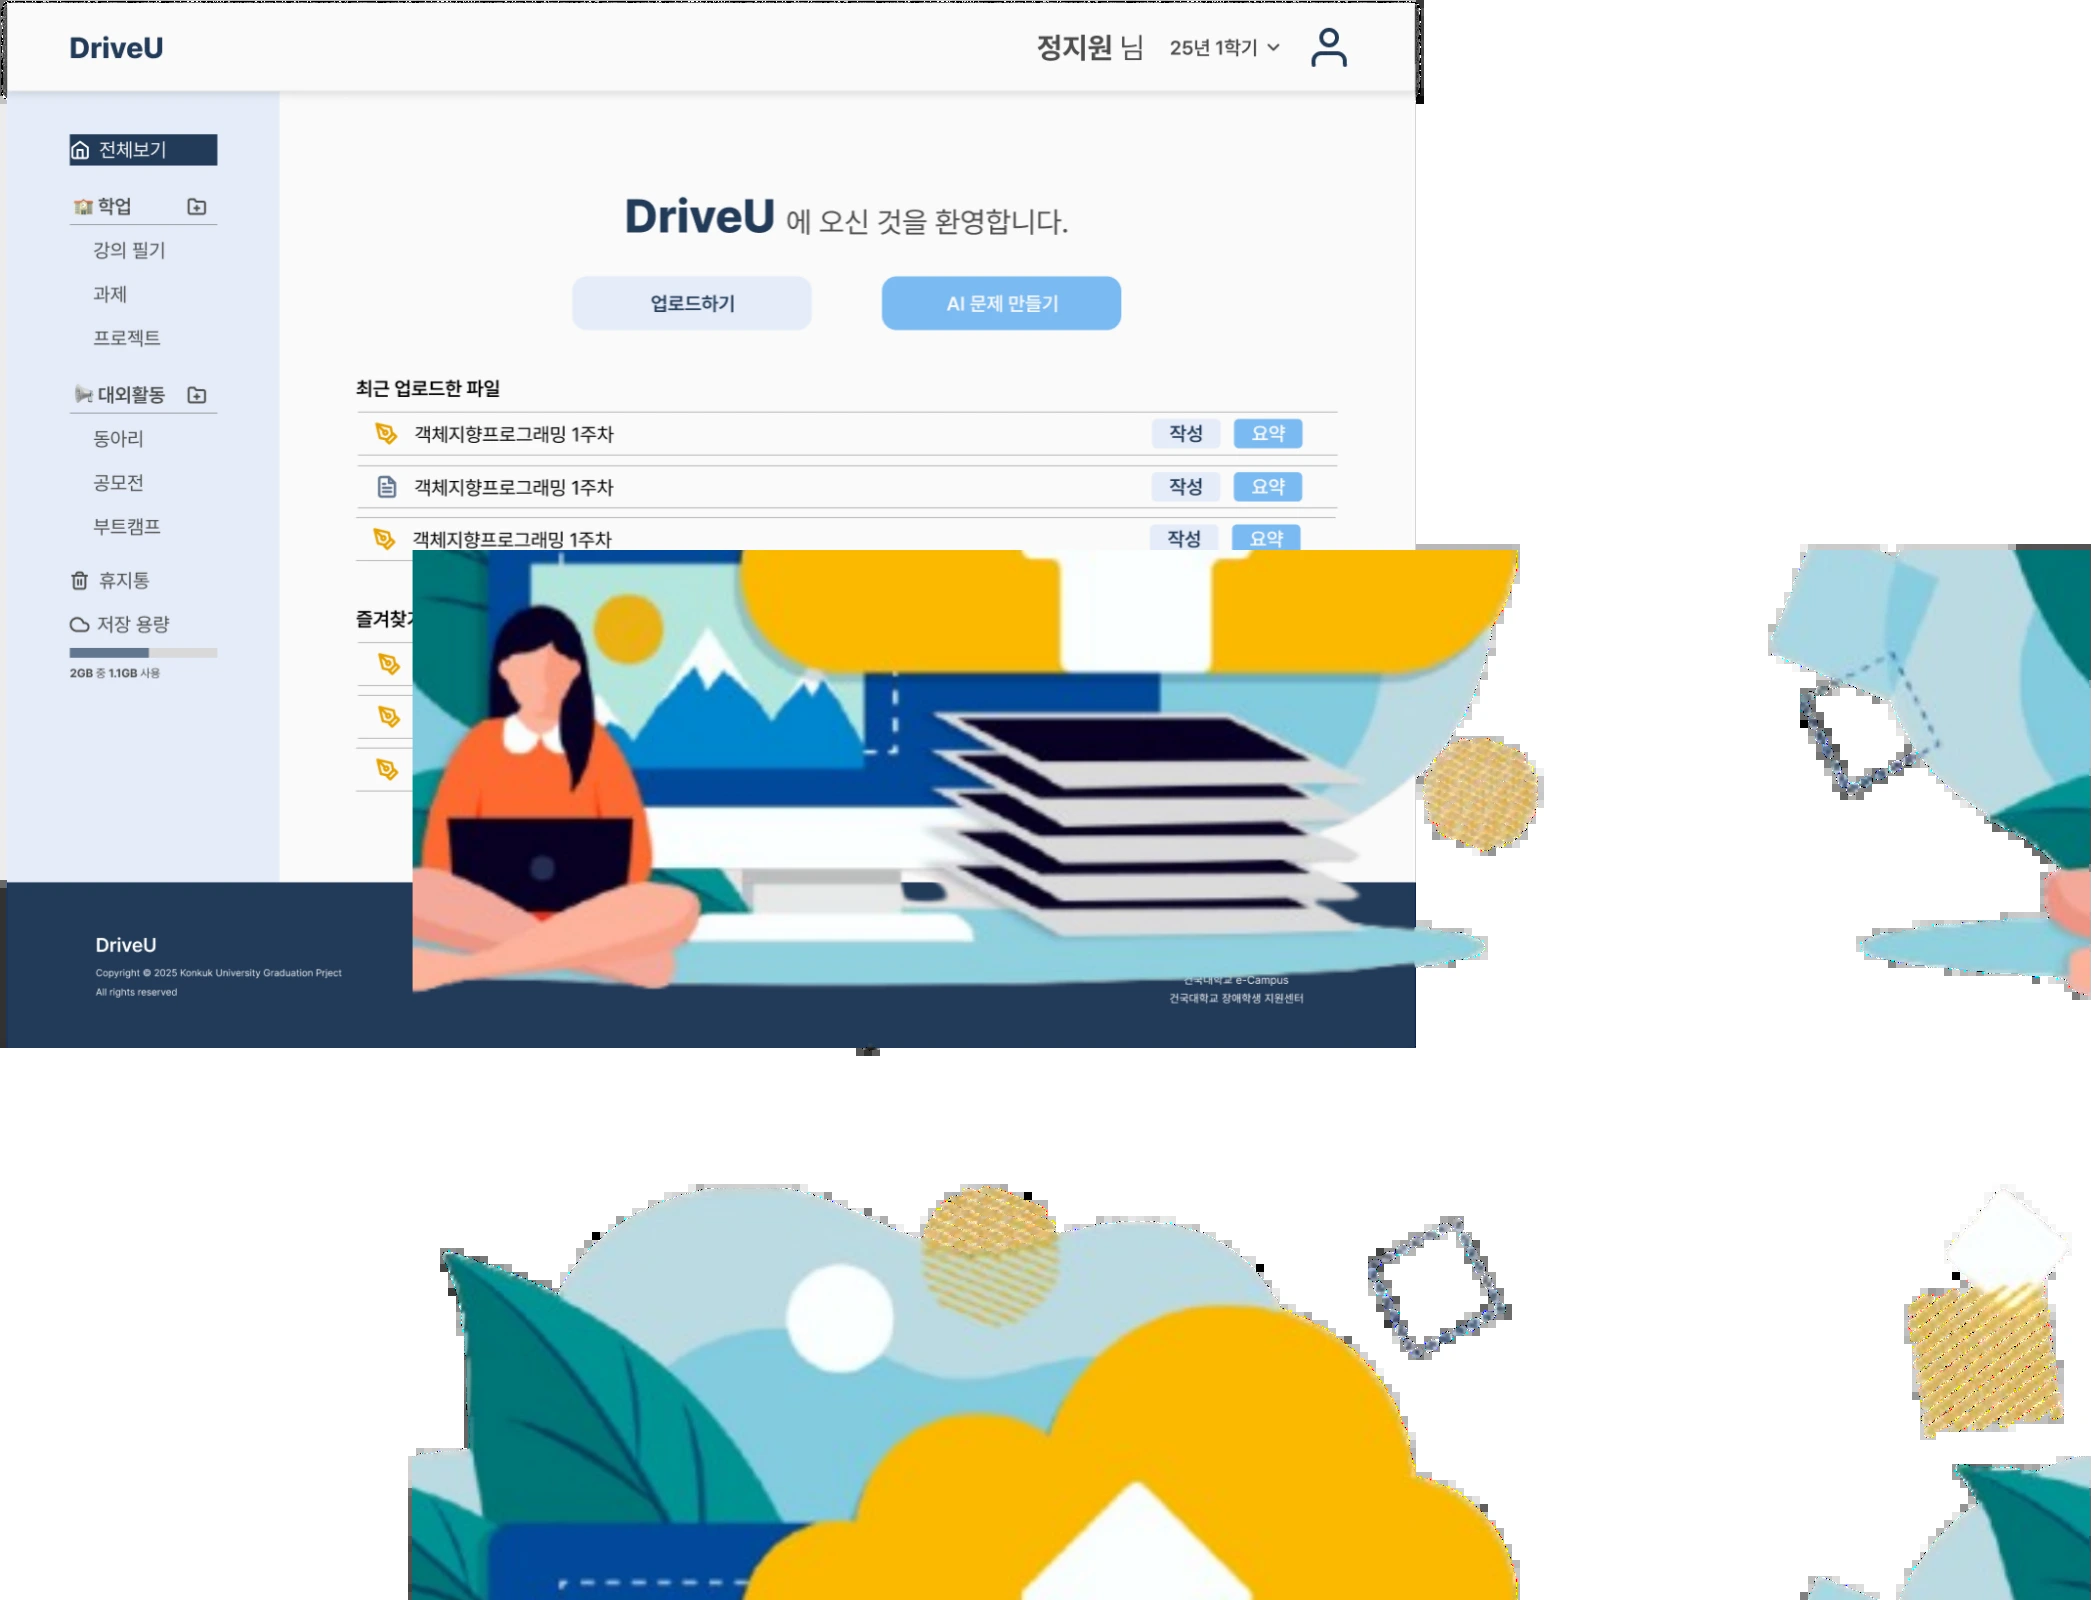 DriveU
정지원 님 25년 1학기
전체보기
학업
강의 필기
과제
프로젝트
대외활동
동아리
공모전
부트캠프
휴지통
저장 용량
2GB 중 1.1GB 사용
DriveU 에 오신 것을 환영합니다.
업로드하기
AI 문제 만들기
최근 업로드한 파일
객체지향프로그래밍 1주차 작성 요약
객체지향프로그래밍 1주차 작성 요약
객체지향프로그래밍 1주차 작성 요약
즐겨찾
DriveU
Copyright © 2025 Konkuk University Graduation Prject
All rights reserved
건국대학교 e-Campus
건국대학교 장애학생 지원센터